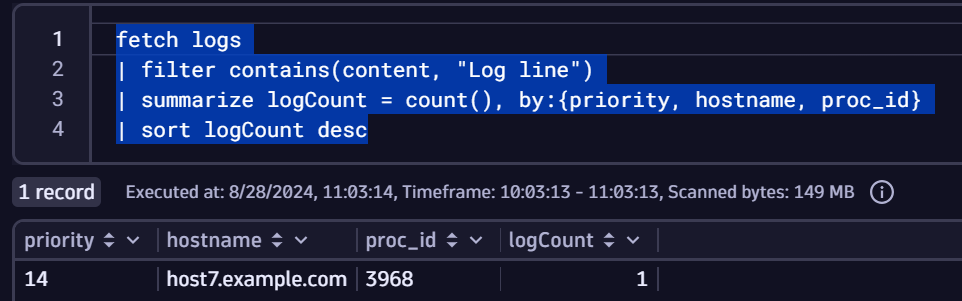 1 fetch logs
2 | filter contains(content, "Log line")
3 | summarize logCount = count(), by:{priority, hostname, proc_id}
4 | sort logCount desc
1 record Executed at: 8/28/2024, 11:03:14, Timeframe: 10:03:13 - 11:03:13, Scanned bytes: 149 MB
priority hostname proc_id logCount
14 host7.example.com 3968 1